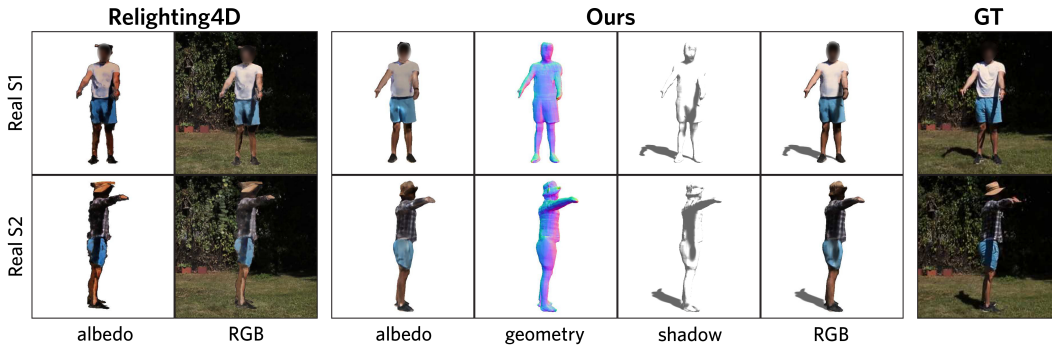 Relighting4D Ours GT
Real S1
Real S2
albedo RGB albedo geometry shadow RGB